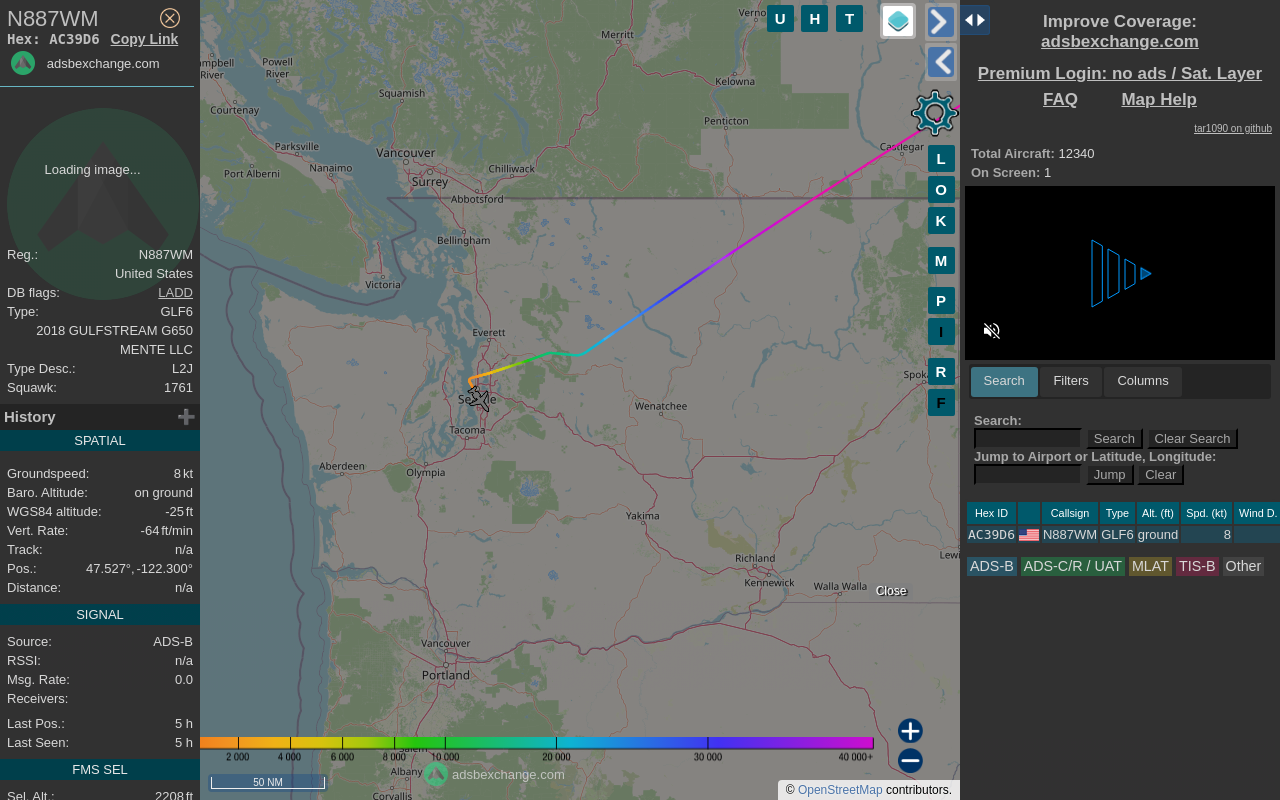 N887WM
Hex: AC39D6 Copy Link
adsbexchange.com
Loading image...
Reg.: N887WM
United States
DB flags: LADD
Type: GLF6
2018 GULFSTREAM G650
MENTE LLC
Type Desc.: L2J
Squawk: 1761
History
SPATIAL
Groundspeed: 8 kt
Baro. Altitude: on ground
WGS84 altitude: -25 ft
Vert. Rate: -64 ft/min
Track: n/a
Pos.: 47.527°, -122.300°
Distance: n/a
SIGNAL
Source: ADS-B
RSSI: n/a
Msg. Rate: 0.0
Receivers:
Last Pos.: 5 h
Last Seen: 5 h
FMS SEL
Sel. Alt.: 2208 ft
U H T
Merritt
Powell
River
River
Kelowna
Squamish
Courtenay
Penticton
Parksville
Vancouver
Castlegar
Nanaimo
Chilliwack
Port Alberni
Surrey
Abbotsford
Bellingham
Victoria
Everett
Wenatchee
Tacoma
Aberdeen
Olympia
Yakima
Richland
Kennewick
Walla Walla
Close
Vancouver
Portland
Albany
Corvallis
L
O
K
M
P
I
R
F
2 000 4 000 6 000 8 000 10 000 20 000 30 000 40 000+
adsbexchange.com
50 NM
© OpenStreetMap contributors.
Improve Coverage:
adsbexchange.com
Premium Login: no ads / Sat. Layer
FAQ Map Help
tar1090 on github
Total Aircraft: 12340
On Screen: 1
Search Filters Columns
Search:
Search Clear Search
Jump to Airport or Latitude, Longitude:
Jump Clear
Hex ID Callsign Type Alt. (ft) Spd. (kt) Wind D.
AC39D6 N887WM GLF6 ground 8
ADS-B ADS-C/R / UAT MLAT TIS-B Other